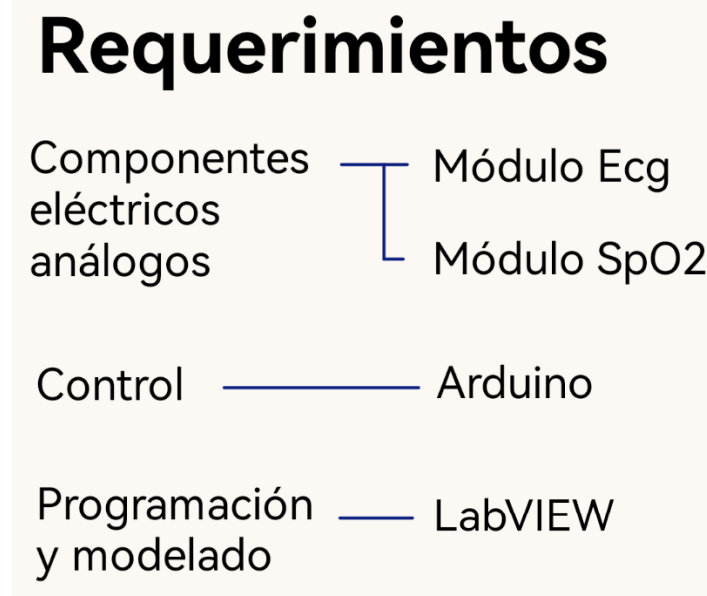 Requerimientos
Componentes
eléctricos
análogos
Módulo Ecg
Módulo SpO2
Control
Arduino
Programación
y modelado
LabVIEW